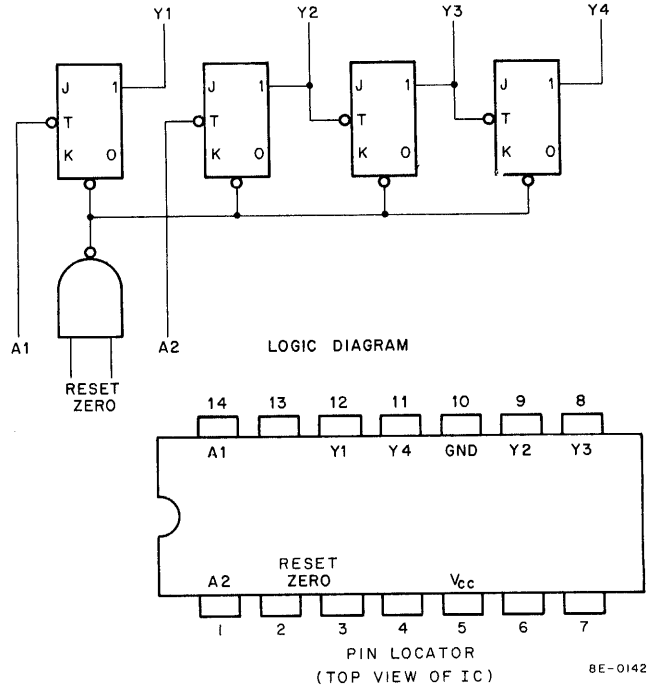 Y1 Y2 Y3 Y4
J 1 J 1 J 1 J 1
T T T T
K 0 K 0 K 0 K 0
A1 A2 LOGIC DIAGRAM
RESET
ZERO
14 13 12 11 10 9 8
A1 Y1 Y4 GND Y2 Y3
RESET
A2 ZERO Vcc
1 2 3 4 5 6 7
PIN LOCATOR
(TOP VIEW OF IC)
8E-0142